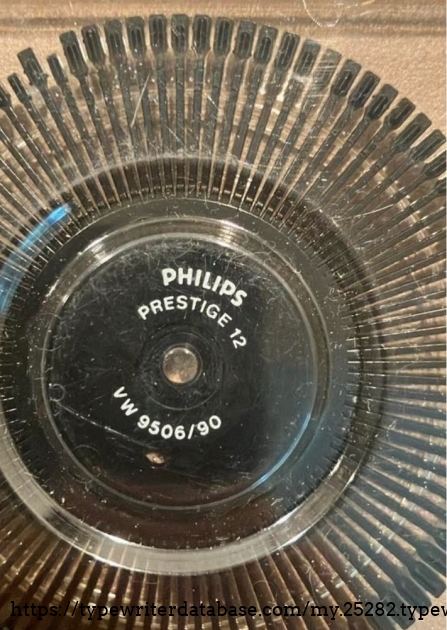 PHILIPS
PRESTIGE 12
VW 9506/90
https://typewriterdatabase.com/my.25282.typew